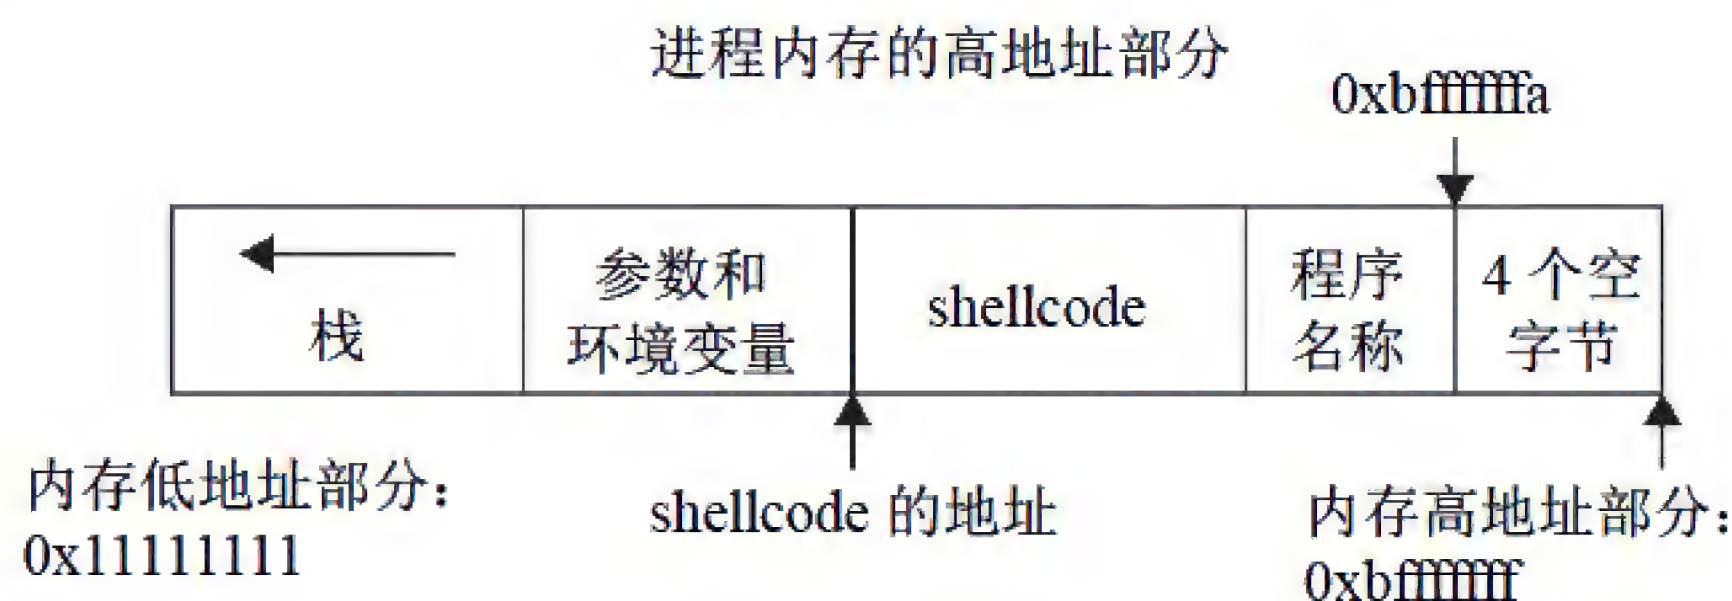 进程内存的高地址部分
0xbffffffa
栈
参数和
环境变量
shellcode
程序
名称
4 个空
字节
内存低地址部分：
0x11111111
shellcode 的地址
内存高地址部分：
0xbfffffff